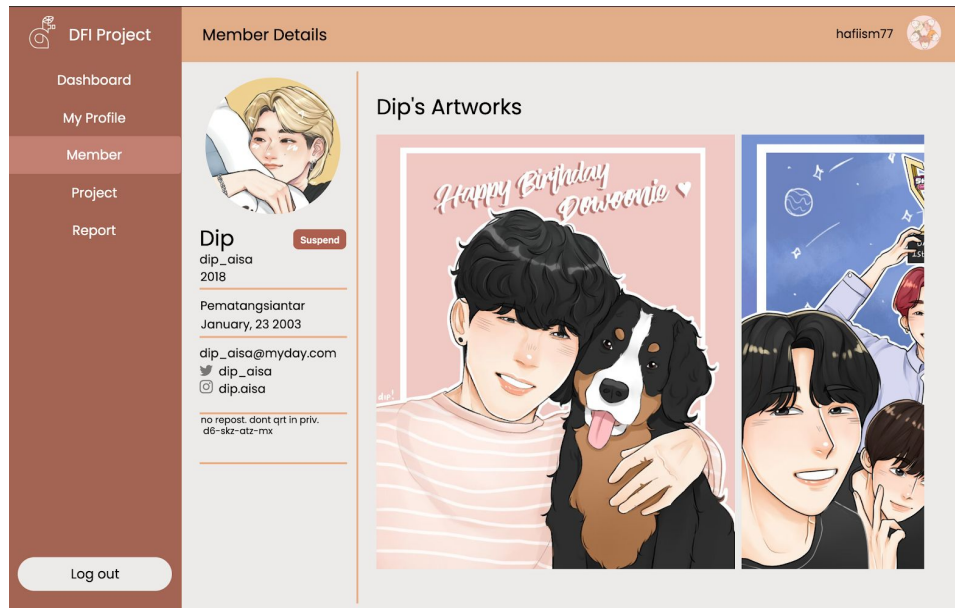 DFI Project
Member Details
hafiism77
Dashboard
My Profile
Member
Project
Report
Log out
Dip
Suspend
dip_aisa
2018
Pematangsiantar
January, 23 2003
dip_aisa@myday.com
dip_aisa
dip.aisa
no repost. dont qrt in priv.
d6-skz-atz-mx
Dip's Artworks
Happy Birthday
Dowoonie
dip!
1st